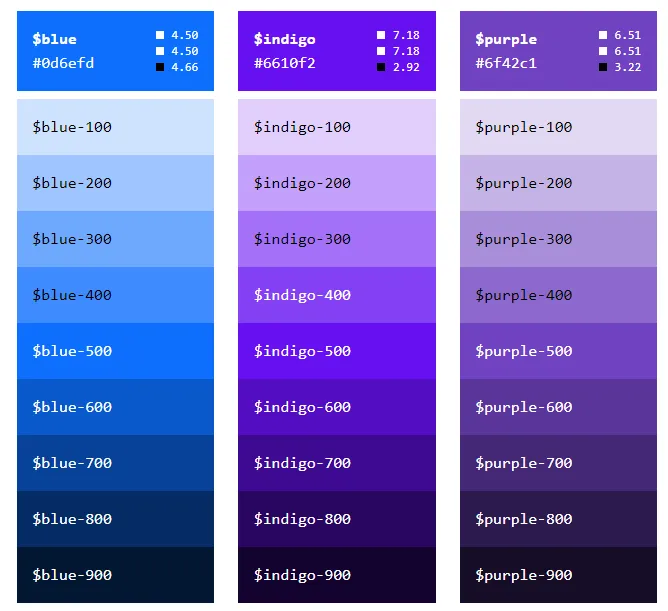 $blue
#0d6efd
4.50
4.50
4.66
$blue-100
$blue-200
$blue-300
$blue-400
$blue-500
$blue-600
$blue-700
$blue-800
$blue-900
$indigo
#6610f2
7.18
7.18
2.92
$indigo-100
$indigo-200
$indigo-300
$indigo-400
$indigo-500
$indigo-600
$indigo-700
$indigo-800
$indigo-900
$purple
#6f42c1
6.51
6.51
3.22
$purple-100
$purple-200
$purple-300
$purple-400
$purple-500
$purple-600
$purple-700
$purple-800
$purple-900